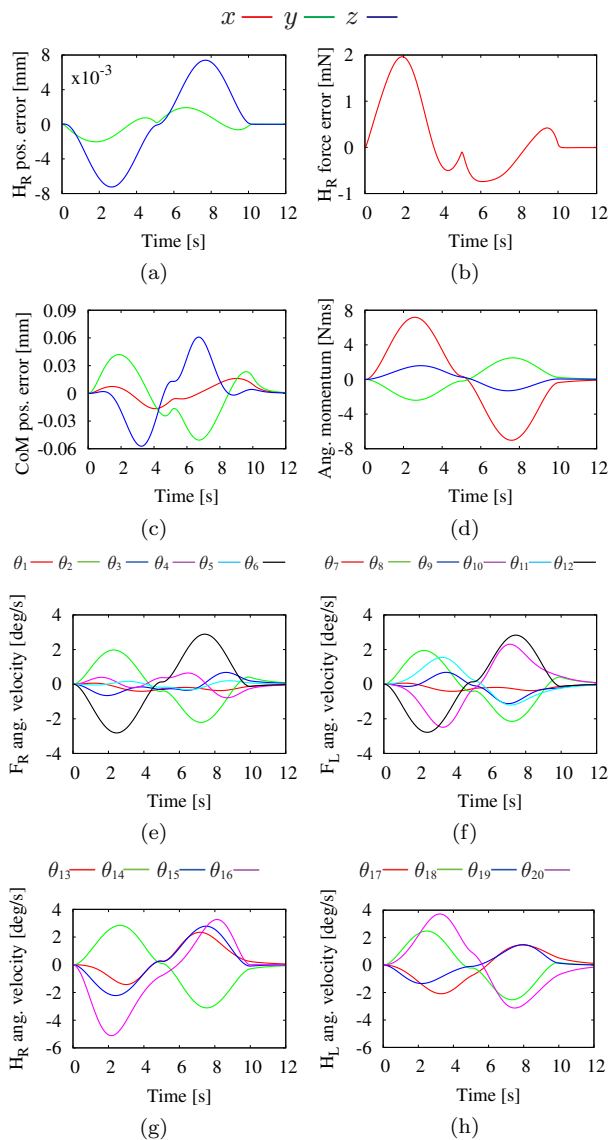 x y z
x10⁻³
8
4
0
-4
-8
H_R pos. error [mm]
0 2 4 6 8 10 12
Time [s]
(a)
2
1
0
-1
H_R force error [mN]
0 2 4 6 8 10 12
Time [s]
(b)
0.09
0.06
0.03
0
-0.03
-0.06
CoM pos. error [mm]
0 2 4 6 8 10 12
Time [s]
(c)
8
4
0
-4
-8
Ang. momentum [Nms]
0 2 4 6 8 10 12
Time [s]
(d)
θ1 θ2 θ3 θ4 θ5 θ6
4
2
0
-2
-4
F_R ang. velocity [deg/s]
0 2 4 6 8 10 12
Time [s]
(e)
θ7 θ8 θ9 θ10 θ11 θ12
4
2
0
-2
-4
F_L ang. velocity [deg/s]
0 2 4 6 8 10 12
Time [s]
(f)
θ13 θ14 θ15 θ16
4
2
0
-2
-4
-6
H_R ang. velocity [deg/s]
0 2 4 6 8 10 12
Time [s]
(g)
θ17 θ18 θ19 θ20
4
2
0
-2
-4
-6
H_L ang. velocity [deg/s]
0 2 4 6 8 10 12
Time [s]
(h)